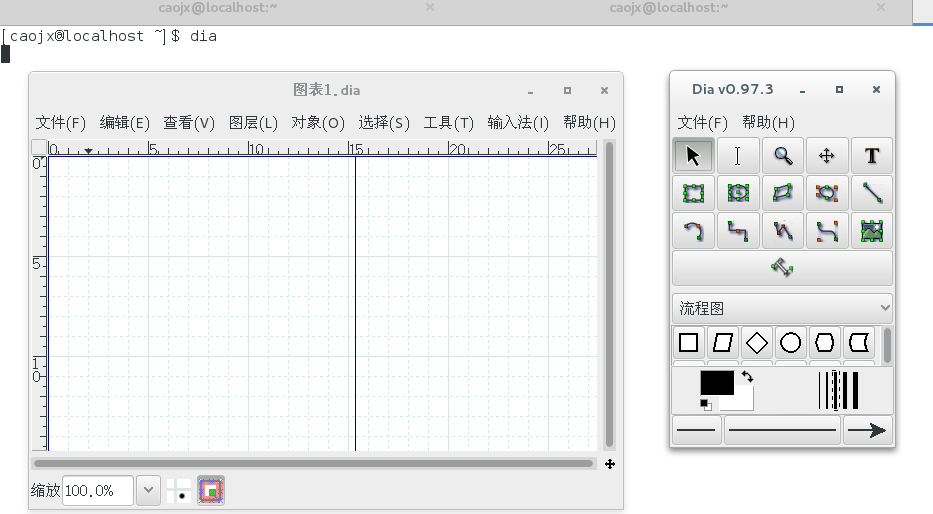 caojx@localhost:~ caojx@localhost:~
[caojx@localhost ~]$ dia
图表1.dia
文件(F) 编辑(E) 查看(V) 图层(L) 对象(O) 选择(S) 工具(T) 输入法(I) 帮助(H)
0 5 10 15 20 25
0
5
10
缩放 100.0%
Dia v0.97.3
文件(F) 帮助(H)
T
流程图